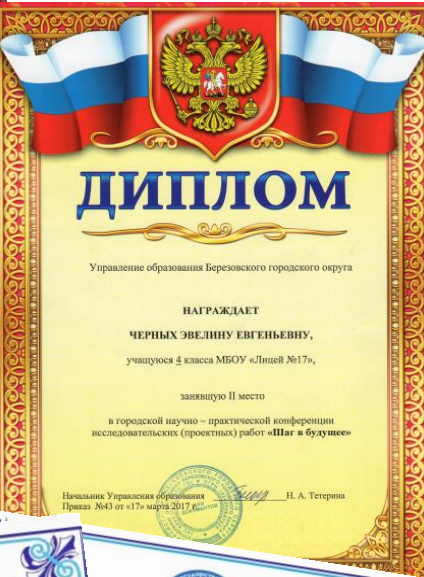 ДИПЛОМ
Управление образования Березовского городского округа
НАГРАЖДАЕТ
ЧЕРНЫХ ЭВЕЛИНУ ЕВГЕНЬЕВНУ,
учащуюся 4 класса МБОУ «Лицей №17»,
занявшую II место
в городской научно – практической конференции
исследовательских (проектных) работ «Шаг в будущее»
Начальник Управления образования Н. А. Тетерина
Приказ №43 от «17» марта 2017 г.
ДОКУМЕНТОВ